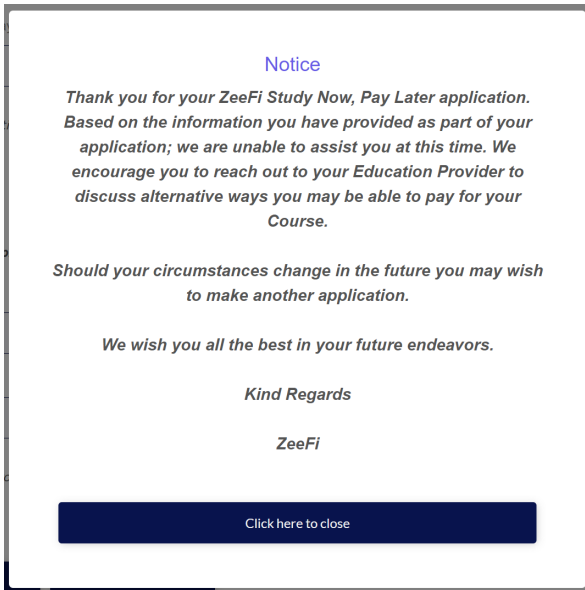 Notice
Thank you for your ZeeFi Study Now, Pay Later application.
Based on the information you have provided as part of your
application; we are unable to assist you at this time. We
encourage you to reach out to your Education Provider to
discuss alternative ways you may be able to pay for your
Course.
Should your circumstances change in the future you may wish
to make another application.
We wish you all the best in your future endeavors.
Kind Regards
ZeeFi
Click here to close